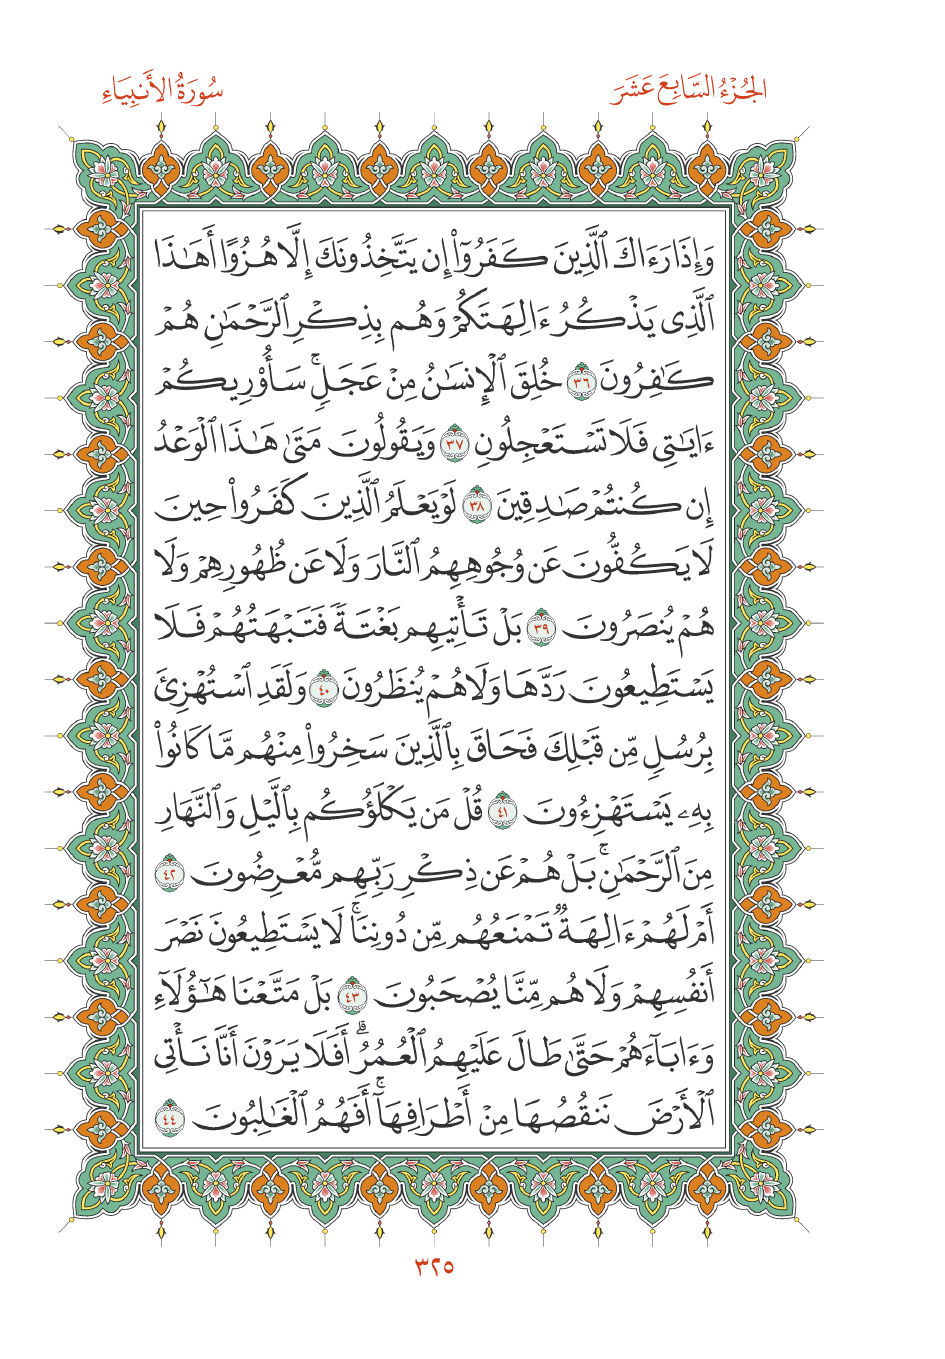 الجُزْءُ السَّابِعَ عَشَرَ
سُورَةُ الأَنبِيَاءِ
وَإِذَا رَءَاكَ ٱلَّذِينَ كَفَرُوٓا۟ إِن يَتَّخِذُونَكَ إِلَّا هُزُوًا أَهَٰذَا
ٱلَّذِى يَذْكُرُ ءَالِهَتَكُمْ وَهُم بِذِكْرِ ٱلرَّحْمَٰنِ هُمْ
كَٰفِرُونَ ٣٦ خُلِقَ ٱلْإِنسَٰنُ مِنْ عَجَلٍۢ ۚ سَأُو۟رِيكُمْ
ءَايَٰتِى فَلَا تَسْتَعْجِلُونِ ٣٧ وَيَقُولُونَ مَتَىٰ هَٰذَا ٱلْوَعْدُ
إِن كُنتُمْ صَٰدِقِينَ ٣٨ لَوْ يَعْلَمُ ٱلَّذِينَ كَفَرُوا۟ حِينَ
لَا يَكُفُّونَ عَن وُجُوهِهِمُ ٱلنَّارَ وَلَا عَن ظُهُورِهِمْ وَلَا
هُمْ يُنصَرُونَ ٣٩ بَلْ تَأْتِيهِم بَغْتَةً فَتَبْهَتُهُمْ فَلَا
يَسْتَطِيعُونَ رَدَّهَا وَلَا هُمْ يُنظَرُونَ ٤٠ وَلَقَدِ ٱسْتُهْزِئَ
بِرُسُلٍ مِّن قَبْلِكَ فَحَاقَ بِٱلَّذِينَ سَخِرُوا۟ مِنْهُم مَّا كَانُوا۟
بِهِۦ يَسْتَهْزِءُونَ ٤١ قُلْ مَن يَكْلَؤُكُم بِٱلَّيْلِ وَٱلنَّهَارِ
مِنَ ٱلرَّحْمَٰنِ ۚ بَلْ هُمْ عَن ذِكْرِ رَبِّهِم مُّعْرِضُونَ ٤٢
أَمْ لَهُمْ ءَالِهَةٌ تَمْنَعُهُم مِّن دُونِنَا ۚ لَا يَسْتَطِيعُونَ نَصْرَ
أَنفُسِهِمْ وَلَا هُم مِّنَّا يُصْحَبُونَ ٤٣ بَلْ مَتَّعْنَا هَٰٓؤُلَآءِ
وَءَابَآءَهُمْ حَتَّىٰ طَالَ عَلَيْهِمُ ٱلْعُمُرُ ۗ أَفَلَا يَرَوْنَ أَنَّا نَأْتِى
ٱلْأَرْضَ نَنقُصُهَا مِنْ أَطْرَافِهَآ ۚ أَفَهُمُ ٱلْغَٰلِبُونَ ٤٤
٣٢٥